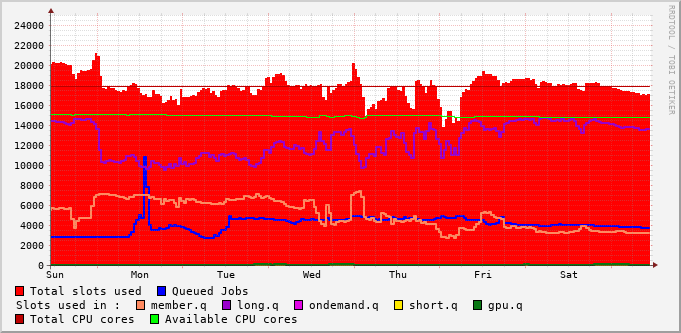 24000
22000
20000
18000
16000
14000
12000
10000
8000
6000
4000
2000
0
Sun Mon Tue Wed Thu Fri Sat
RRDTOOL / TOBI OETIKER
Total slots used Queued Jobs
Slots used in : member.q long.q ondemand.q short.q gpu.q
Total CPU cores Available CPU cores